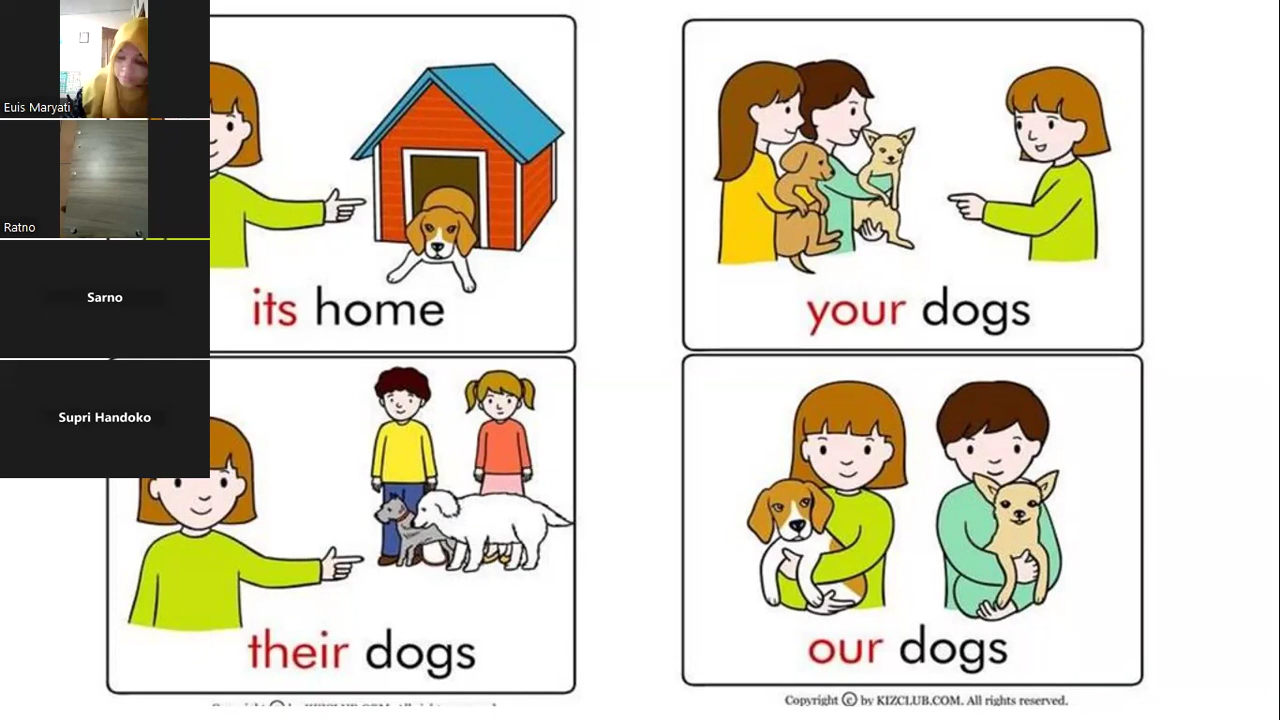 Euis Maryati
Ratno
Sarno
Supri Handoko
its home
your dogs
their dogs
our dogs
Copyright © by KIZCLUB.COM. All rights reserved.